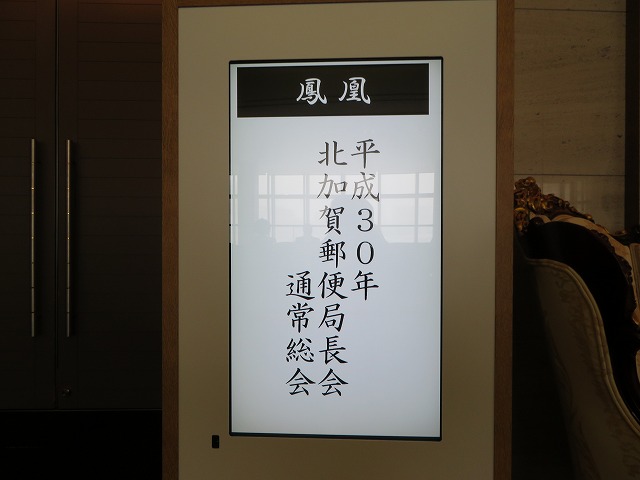 鳳凰
平成３０年
北加賀郵便局長会
通常総会